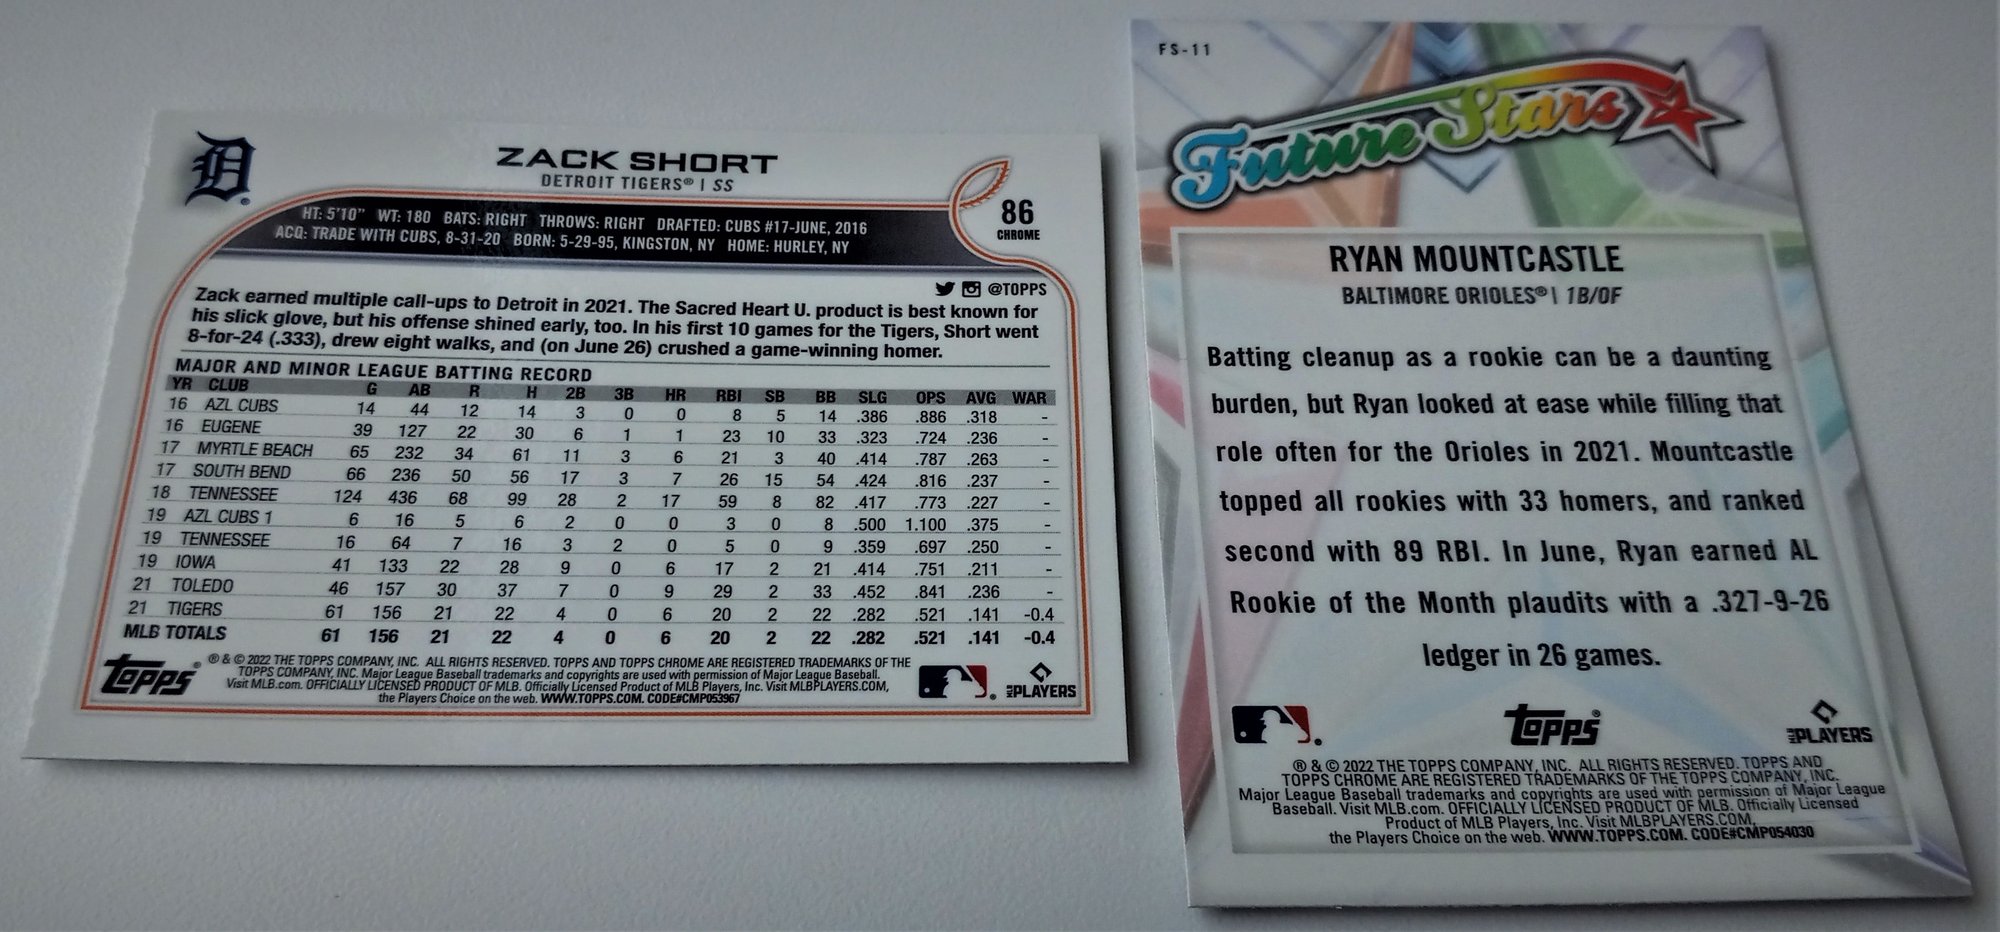 ZACK SHORT
DETROIT TIGERS® | SS
HT: 5'10" WT: 180 BATS: RIGHT THROWS: RIGHT DRAFTED: CUBS #17-JUNE, 2016
ACQ: TRADE WITH CUBS, 8-31-20 BORN: 5-29-95, KINGSTON, NY HOME: HURLEY, NY
86
CHROME
@TOPPS
Zack earned multiple call-ups to Detroit in 2021. The Sacred Heart U. product is best known for
his slick glove, but his offense shined early, too. In his first 10 games for the Tigers, Short went
8-for-24 (.333), drew eight walks, and (on June 26) crushed a game-winning homer.
MAJOR AND MINOR LEAGUE BATTING RECORD
YR CLUB G AB R H 2B 3B HR RBI SB BB SLG OPS AVG WAR
16 AZL CUBS 14 44 12 14 3 0 0 8 5 14 .386 .886 .318 -
16 EUGENE 39 127 22 30 6 1 1 23 10 33 .323 .724 .236 -
17 MYRTLE BEACH 65 232 34 61 11 3 6 21 3 40 .414 .787 .263 -
17 SOUTH BEND 66 236 50 56 17 3 7 26 15 54 .424 .816 .237 -
18 TENNESSEE 124 436 68 99 28 2 17 59 8 82 .417 .773 .227 -
19 AZL CUBS 1 6 16 5 6 2 0 0 3 0 8 .500 1.100 .375 -
19 TENNESSEE 16 64 7 16 3 2 0 5 0 9 .359 .697 .250 -
19 IOWA 41 133 22 28 9 0 6 17 2 21 .414 .751 .211 -
21 TOLEDO 46 157 30 37 7 0 9 29 2 33 .452 .841 .236 -
21 TIGERS 61 156 21 22 4 0 6 20 2 22 .282 .521 .141 -0.4
MLB TOTALS 61 156 21 22 4 0 6 20 2 22 .282 .521 .141 -0.4
Topps®
® & © 2022 THE TOPPS COMPANY, INC. ALL RIGHTS RESERVED. TOPPS AND TOPPS CHROME ARE REGISTERED TRADEMARKS OF THE
TOPPS COMPANY, INC. Major League Baseball trademarks and copyrights are used with permission of Major League Baseball.
Visit MLB.com. OFFICIALLY LICENSED PRODUCT OF MLB. Officially Licensed Product of MLB Players, Inc. Visit MLBPLAYERS.COM,
the Players Choice on the web. WWW.TOPPS.COM. CODE#CMP053967
MLB PLAYERS
FS-11
Future Stars
RYAN MOUNTCASTLE
BALTIMORE ORIOLES® | 1B/OF
Batting cleanup as a rookie can be a daunting
burden, but Ryan looked at ease while filling that
role often for the Orioles in 2021. Mountcastle
topped all rookies with 33 homers, and ranked
second with 89 RBI. In June, Ryan earned AL
Rookie of the Month plaudits with a .327-9-26
ledger in 26 games.
Topps®
MLB PLAYERS
® & © 2022 THE TOPPS COMPANY, INC. ALL RIGHTS RESERVED. TOPPS AND
TOPPS CHROME ARE REGISTERED TRADEMARKS OF THE TOPPS COMPANY, INC.
Major League Baseball trademarks and copyrights are used with permission of Major League
Baseball. Visit MLB.com. OFFICIALLY LICENSED PRODUCT OF MLB. Officially Licensed
Product of MLB Players, Inc. Visit MLBPLAYERS.COM,
the Players Choice on the web. WWW.TOPPS.COM. CODE#CMP054030